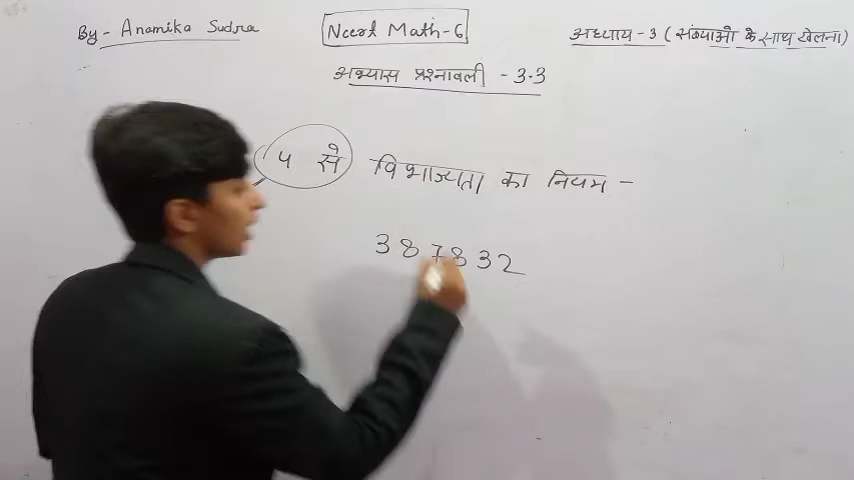 By- Anamika Sudra
Ncert Math-6
अध्याय - 3 (संख्याओ के साथ खेलना)
अभ्यास प्रश्नावली - 3.3
4 से विभाज्यता का नियम -
387832